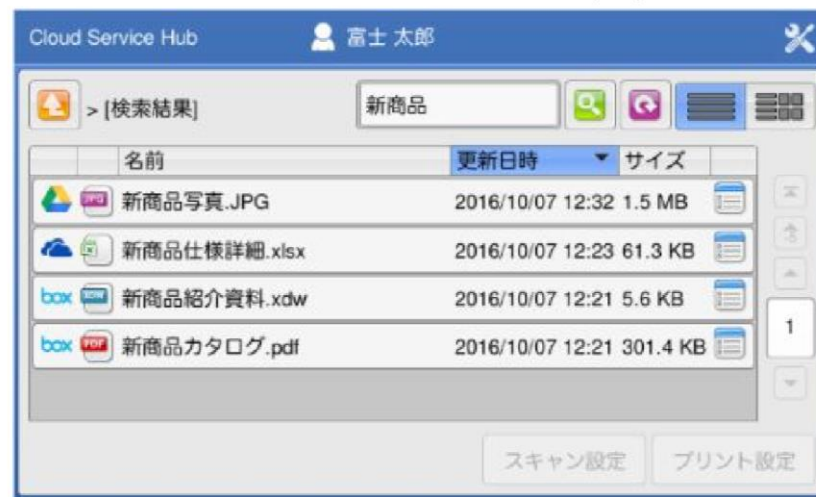 Cloud Service Hub 富士 太郎
> [検索結果] 新商品
名前 更新日時 サイズ
JPG 新商品写真.JPG 2016/10/07 12:32 1.5 MB
新商品仕様詳細.xlsx 2016/10/07 12:23 61.3 KB
box XDW 新商品紹介資料.xdw 2016/10/07 12:21 5.6 KB
box PDF 新商品カタログ.pdf 2016/10/07 12:21 301.4 KB
1
スキャン設定 プリント設定